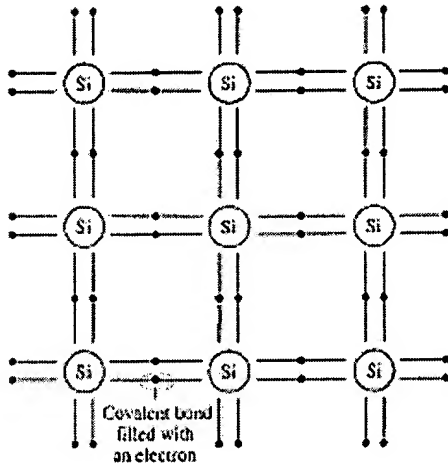 Si Si Si
Si Si Si
Si Si Si
Covalent bond
filled with
an electron